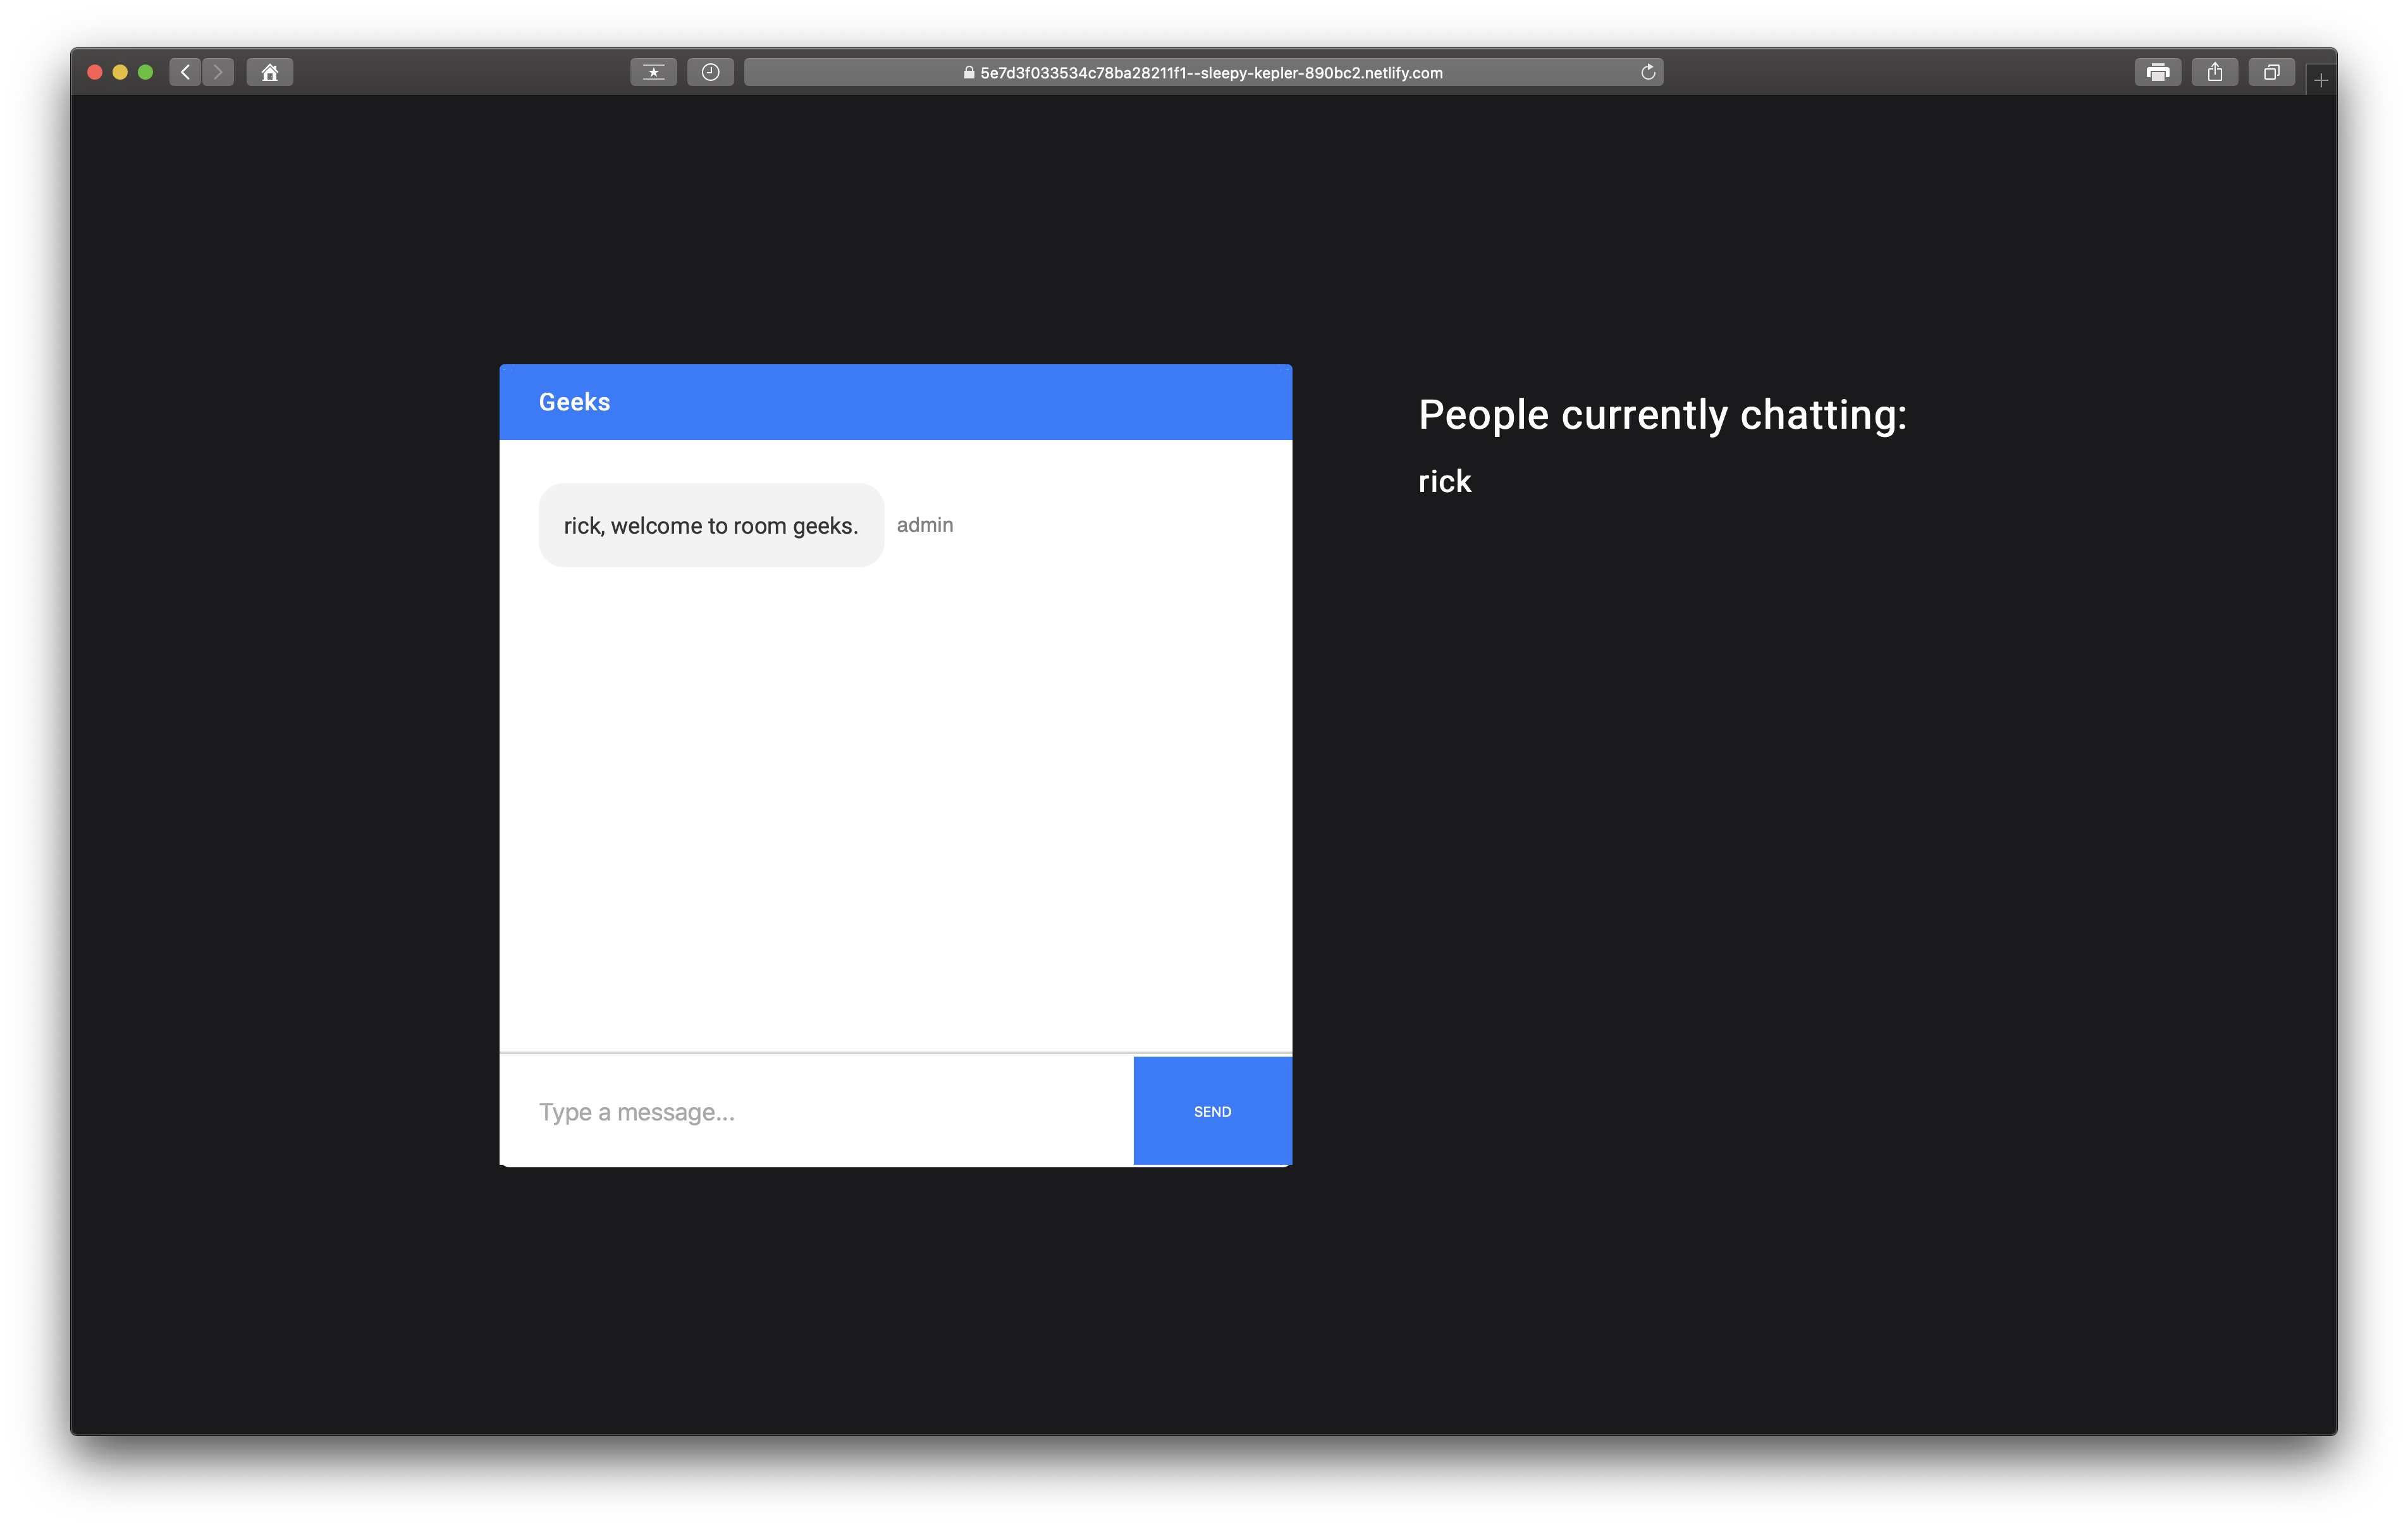 5e7d3f033534c78ba28211f1--sleepy-kepler-890bc2.netlify.com
Geeks
rick, welcome to room geeks.
admin
Type a message...
SEND
People currently chatting:
rick